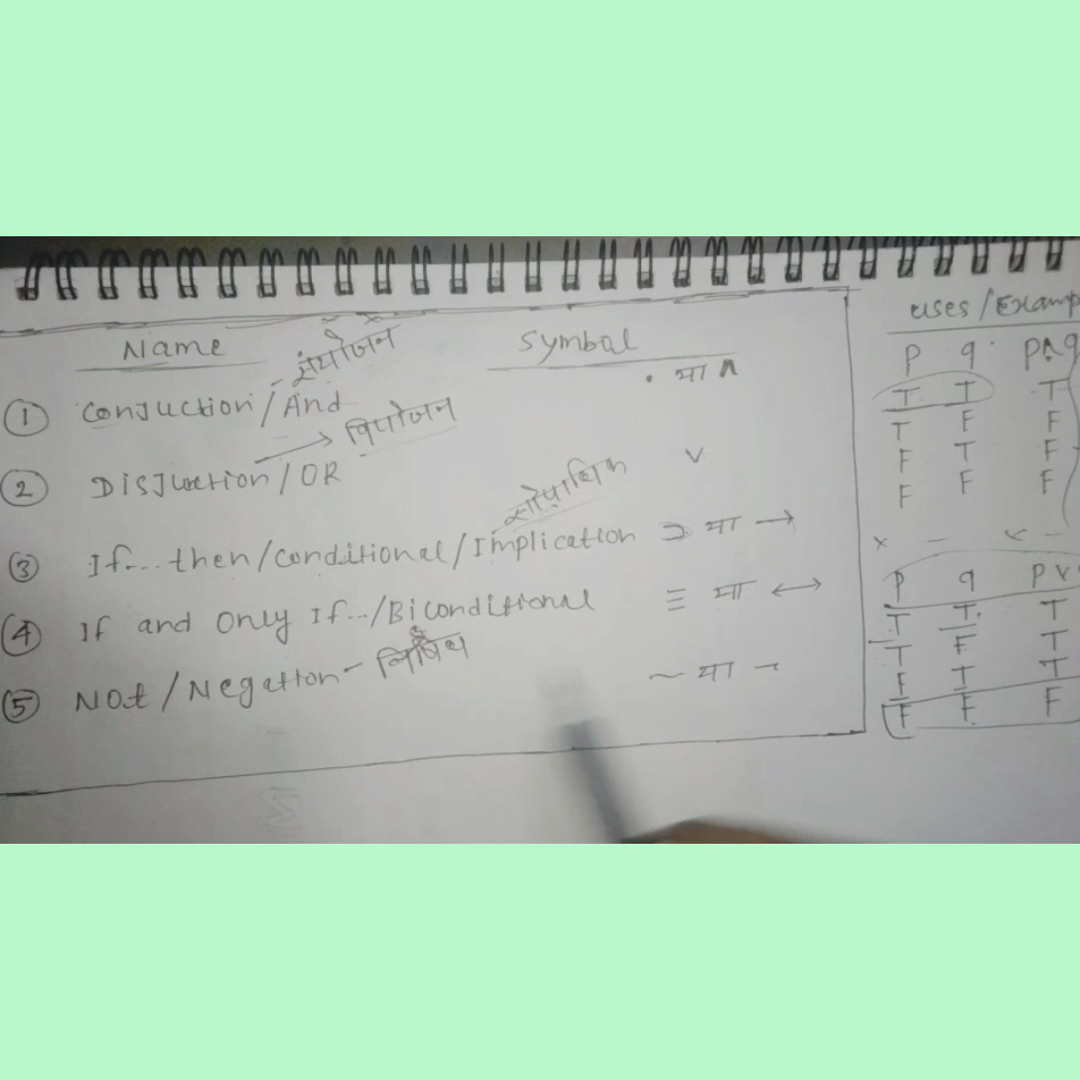 Name Symbol
① Conjuction / And - संयोजन · या ∧
② Disjuction / OR → वियोजन ∨
③ If... then / Conditional / Implication सोपाधिक ⊃ या →
④ If and Only If.. / Biconditional ≡ या ↔
⑤ Not / Negation - निषेध ~ या ¬
uses / Examp
p q p∧q
T T T
T F F
F T F
F F F
p q p∨
T T T
T F T
F T T
F F F